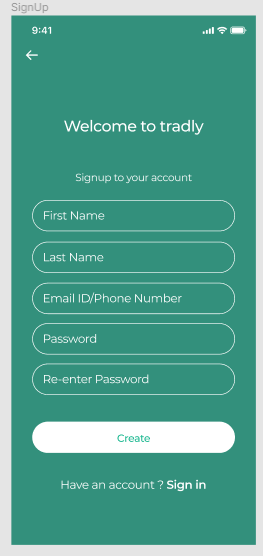 SignUp
9:41
Welcome to tradly
Signup to your account
First Name
Last Name
Email ID/Phone Number
Password
Re-enter Password
Create
Have an account ? Sign in